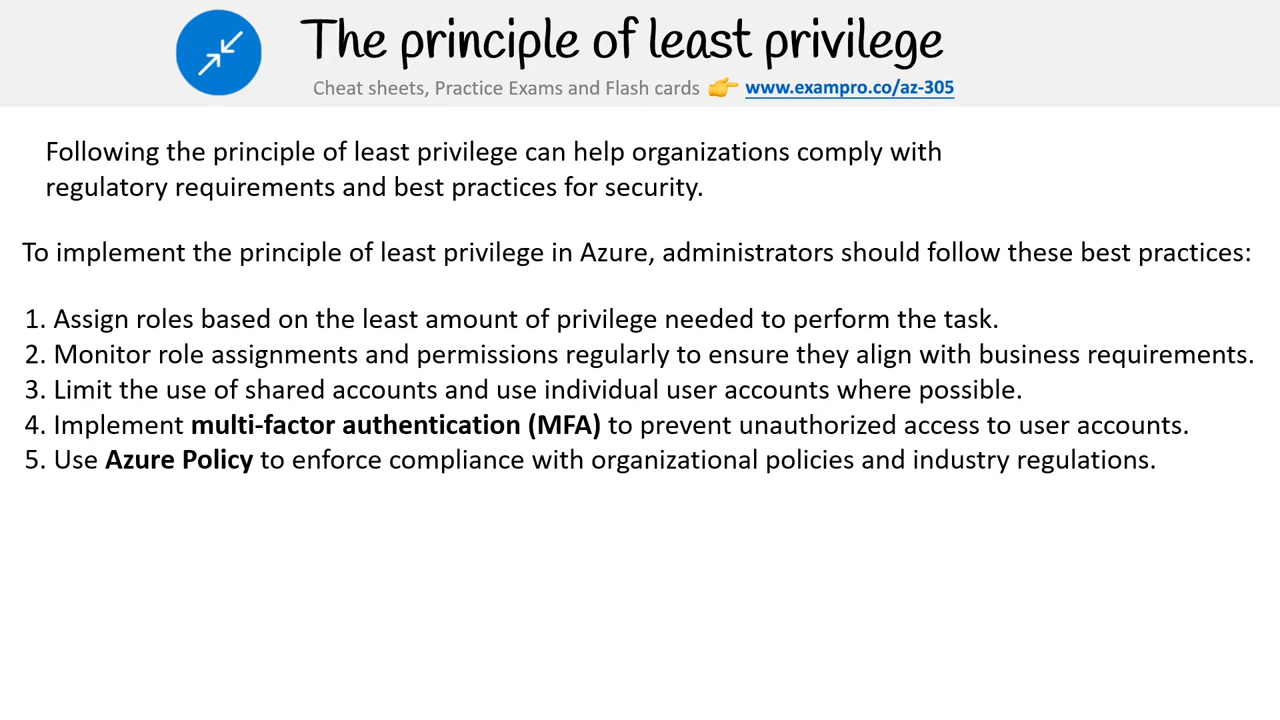 The principle of least privilege
Cheat sheets, Practice Exams and Flash cards 👉 www.exampro.co/az-305
Following the principle of least privilege can help organizations comply with
regulatory requirements and best practices for security.
To implement the principle of least privilege in Azure, administrators should follow these best practices:
1. Assign roles based on the least amount of privilege needed to perform the task.
2. Monitor role assignments and permissions regularly to ensure they align with business requirements.
3. Limit the use of shared accounts and use individual user accounts where possible.
4. Implement multi-factor authentication (MFA) to prevent unauthorized access to user accounts.
5. Use Azure Policy to enforce compliance with organizational policies and industry regulations.